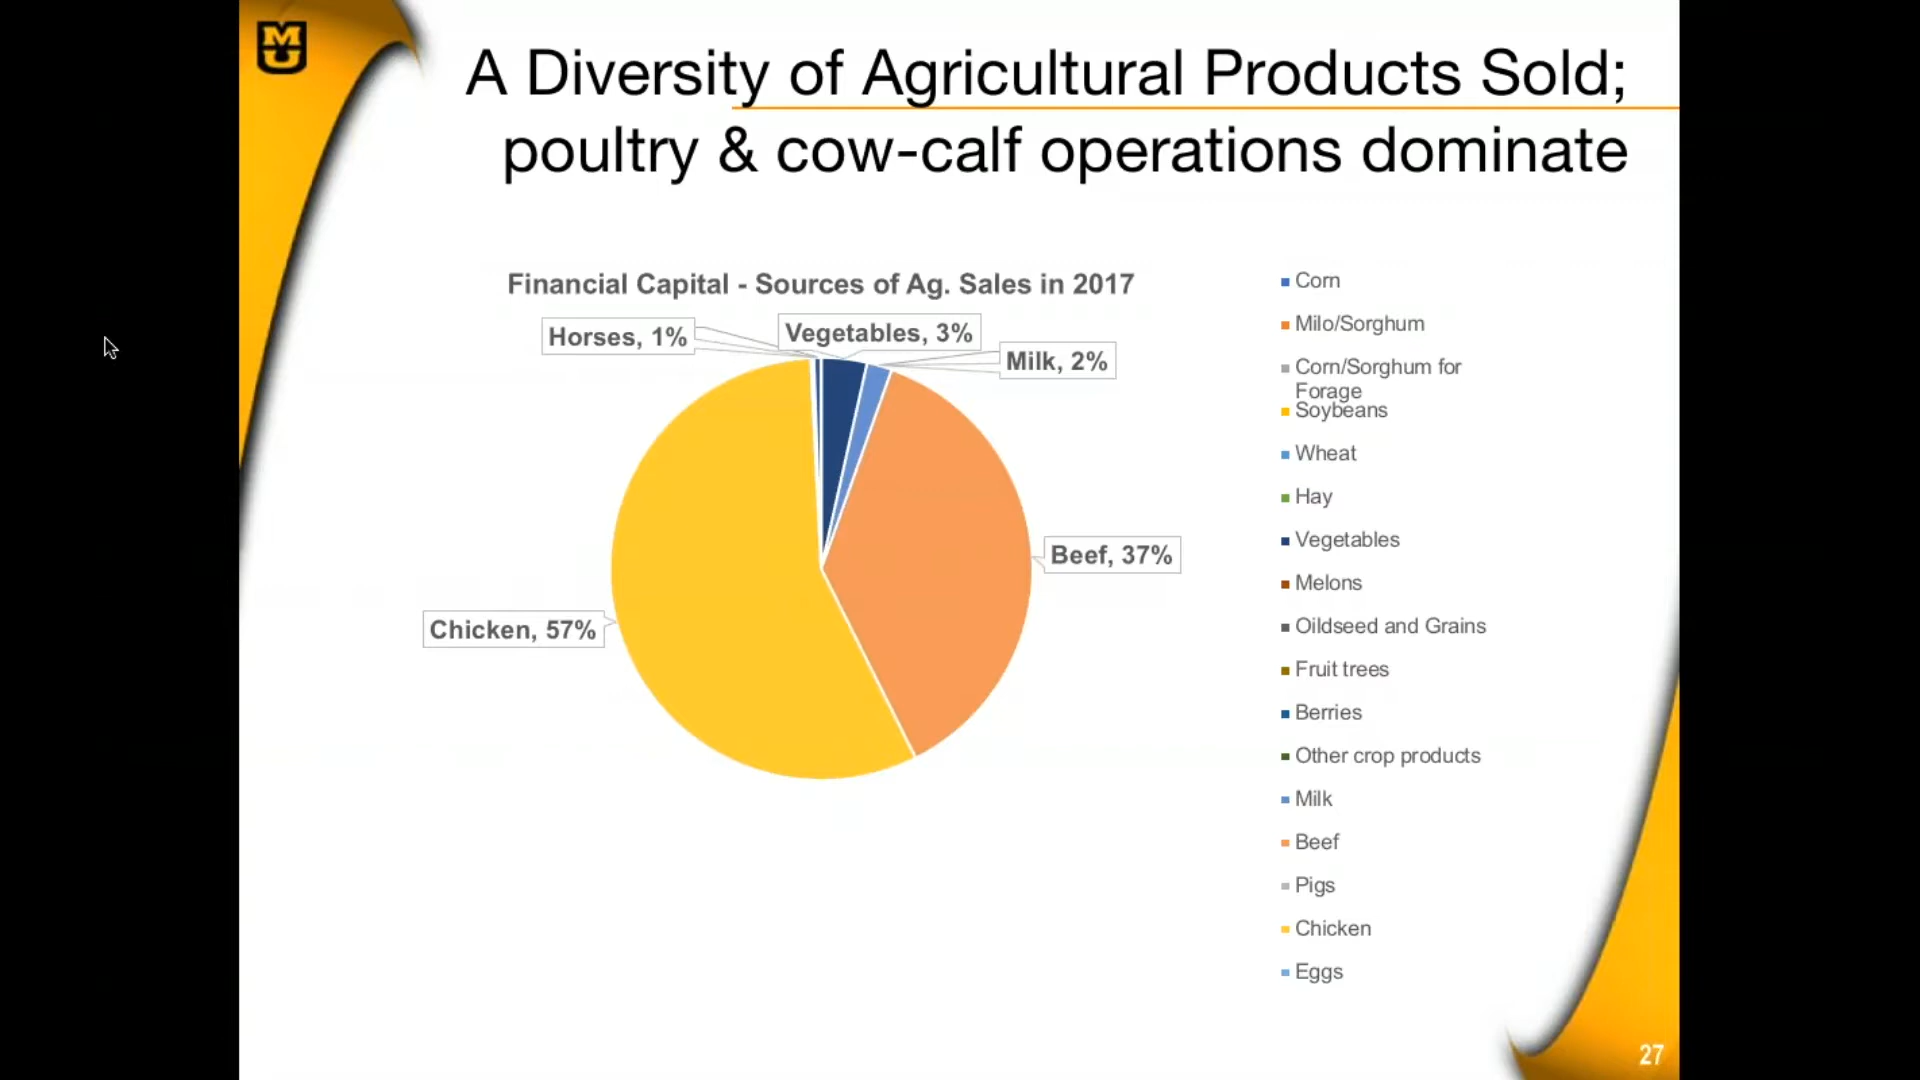 MU
A Diversity of Agricultural Products Sold;
poultry & cow-calf operations dominate
Financial Capital - Sources of Ag. Sales in 2017
Horses, 1%
Vegetables, 3%
Milk, 2%
Beef, 37%
Chicken, 57%
Corn
Milo/Sorghum
Corn/Sorghum for
Forage
Soybeans
Wheat
Hay
Vegetables
Melons
Oildseed and Grains
Fruit trees
Berries
Other crop products
Milk
Beef
Pigs
Chicken
Eggs
27